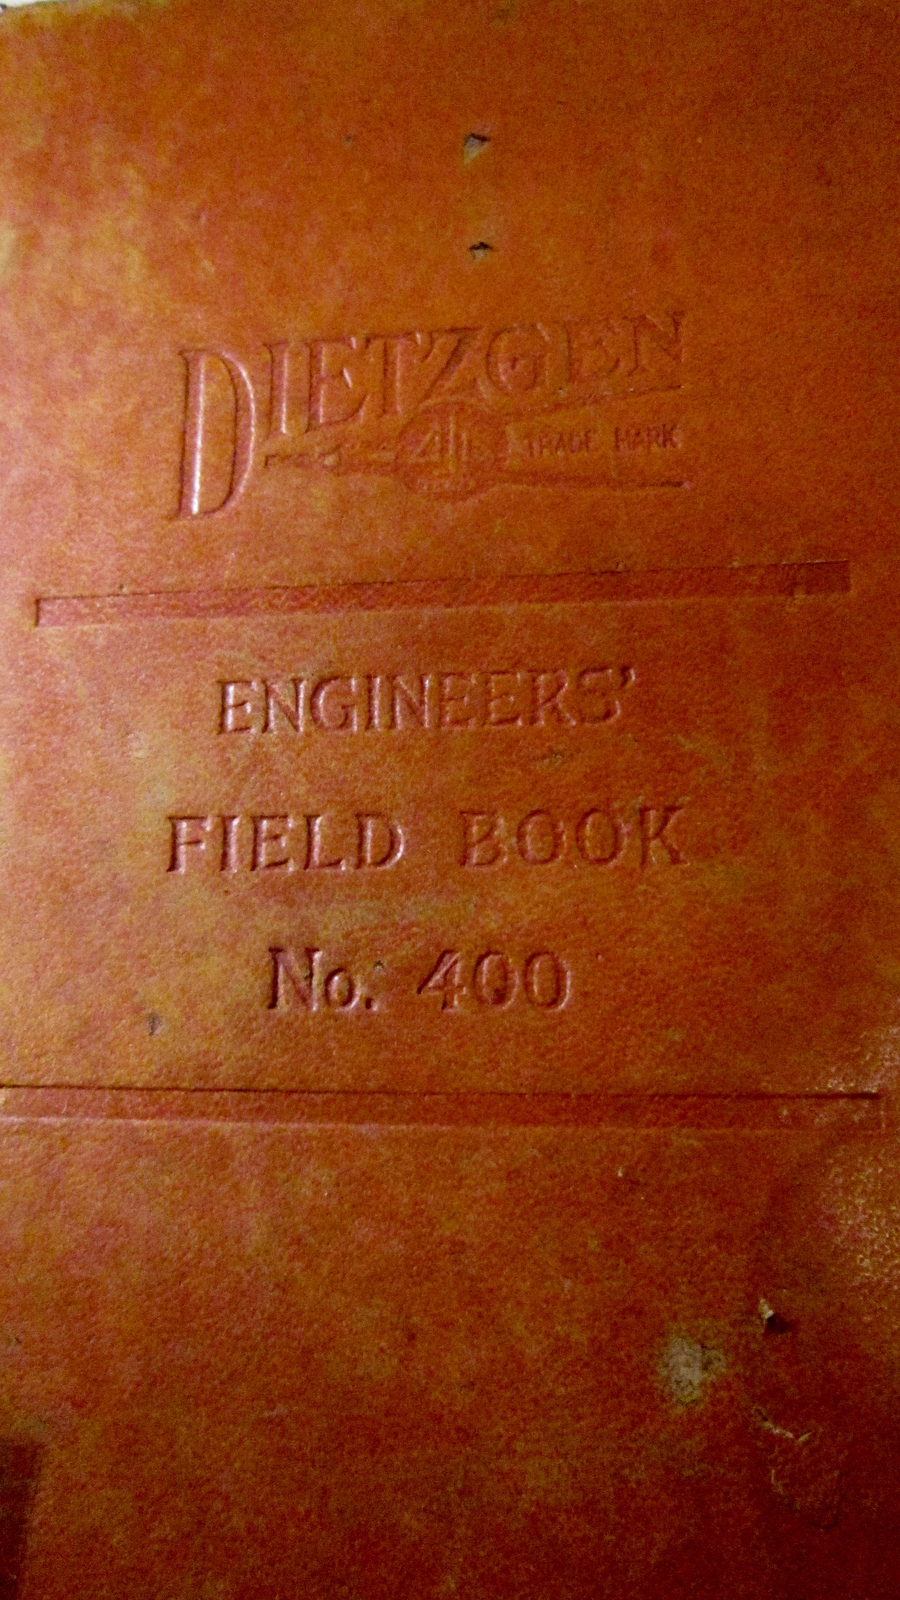 DIETZGEN
TRADE MARK
ENGINEERS'
FIELD BOOK
No. 400